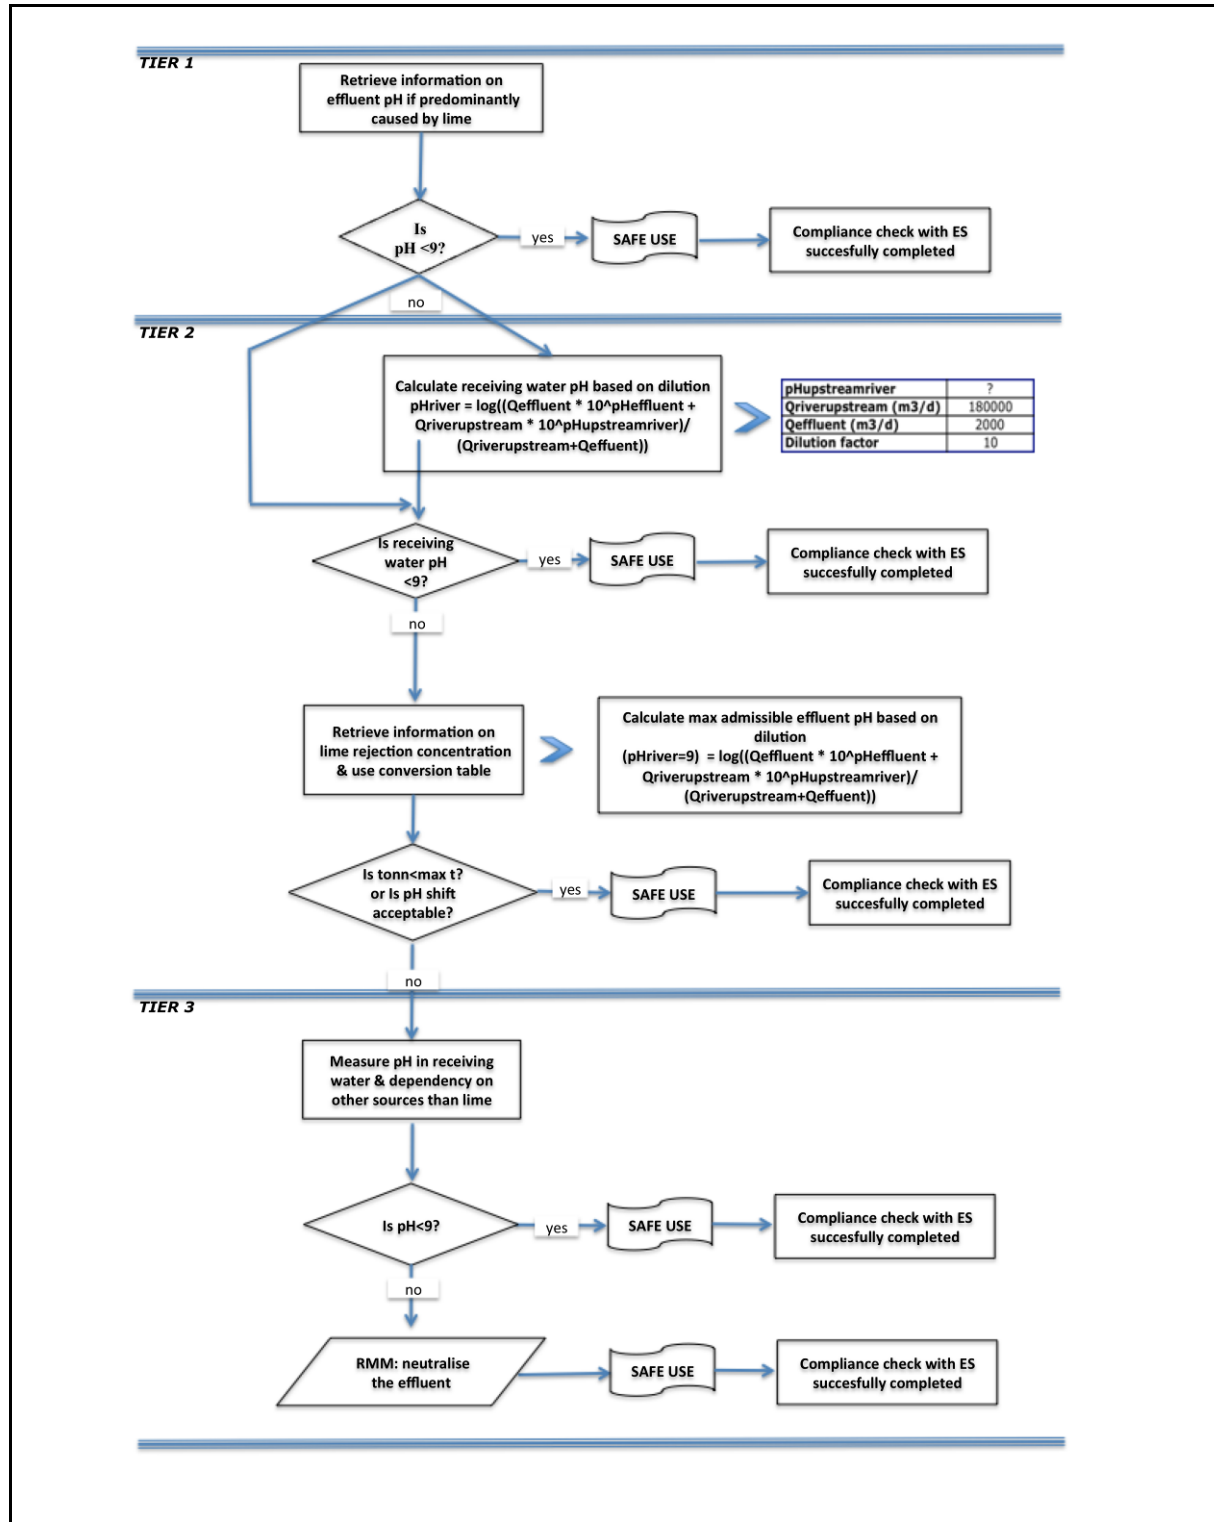 TIER 1
Retrieve information on
effluent pH if predominantly
caused by lime
Is
pH <9?
yes
SAFE USE
Compliance check with ES
succesfully completed
no
TIER 2
Calculate receiving water pH based on dilution
pHriver = log((Qeffluent * 10^pHeffluent +
Qriverupstream * 10^pHupstreamriver)/
(Qriverupstream+Qeffuent))
pHupstreamriver ?
Qriverupstream (m3/d) 180000
Qeffluent (m3/d) 2000
Dilution factor 10
Is receiving
water pH
<9?
yes
SAFE USE
Compliance check with ES
succesfully completed
no
Retrieve information on
lime rejection concentration
& use conversion table
Calculate max admissible effluent pH based on
dilution
(pHriver=9) = log((Qeffluent * 10^pHeffluent +
Qriverupstream * 10^pHupstreamriver)/
(Qriverupstream+Qeffuent))
Is tonn<max t?
or Is pH shift
acceptable?
yes
SAFE USE
Compliance check with ES
succesfully completed
no
TIER 3
Measure pH in receiving
water & dependency on
other sources than lime
Is pH<9?
yes
SAFE USE
Compliance check with ES
succesfully completed
no
RMM: neutralise
the effluent
SAFE USE
Compliance check with ES
succesfully completed